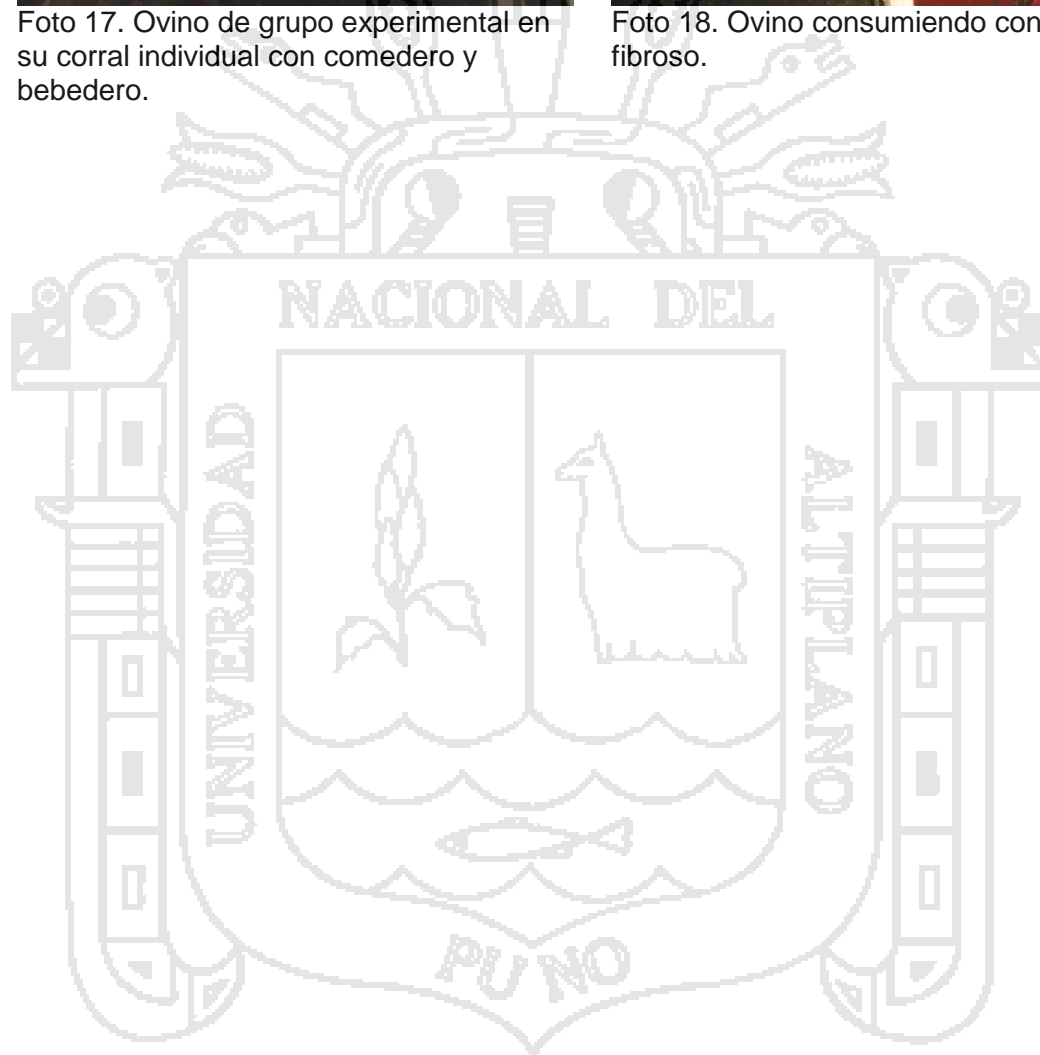 Foto 17. Ovino de grupo experimental en
su corral individual con comedero y
bebedero.
Foto 18. Ovino consumiendo con
fibroso.
NACIONAL DEL
UNIVERSIDAD
ALTIPLANO
PUNO